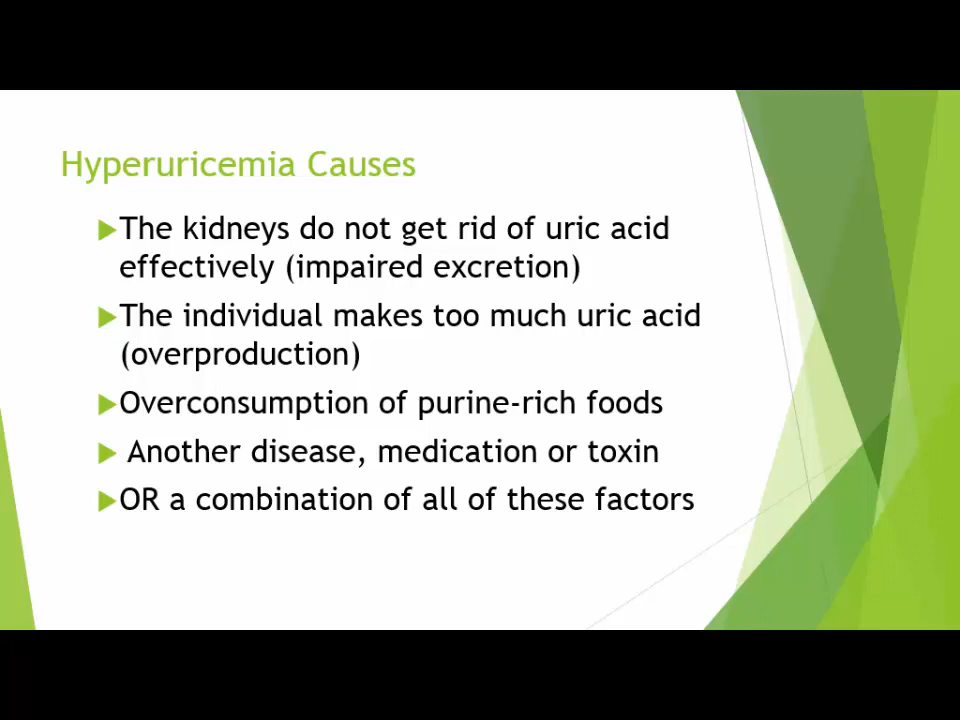 Hyperuricemia Causes
The kidneys do not get rid of uric acid
effectively (impaired excretion)
The individual makes too much uric acid
(overproduction)
Overconsumption of purine-rich foods
Another disease, medication or toxin
OR a combination of all of these factors